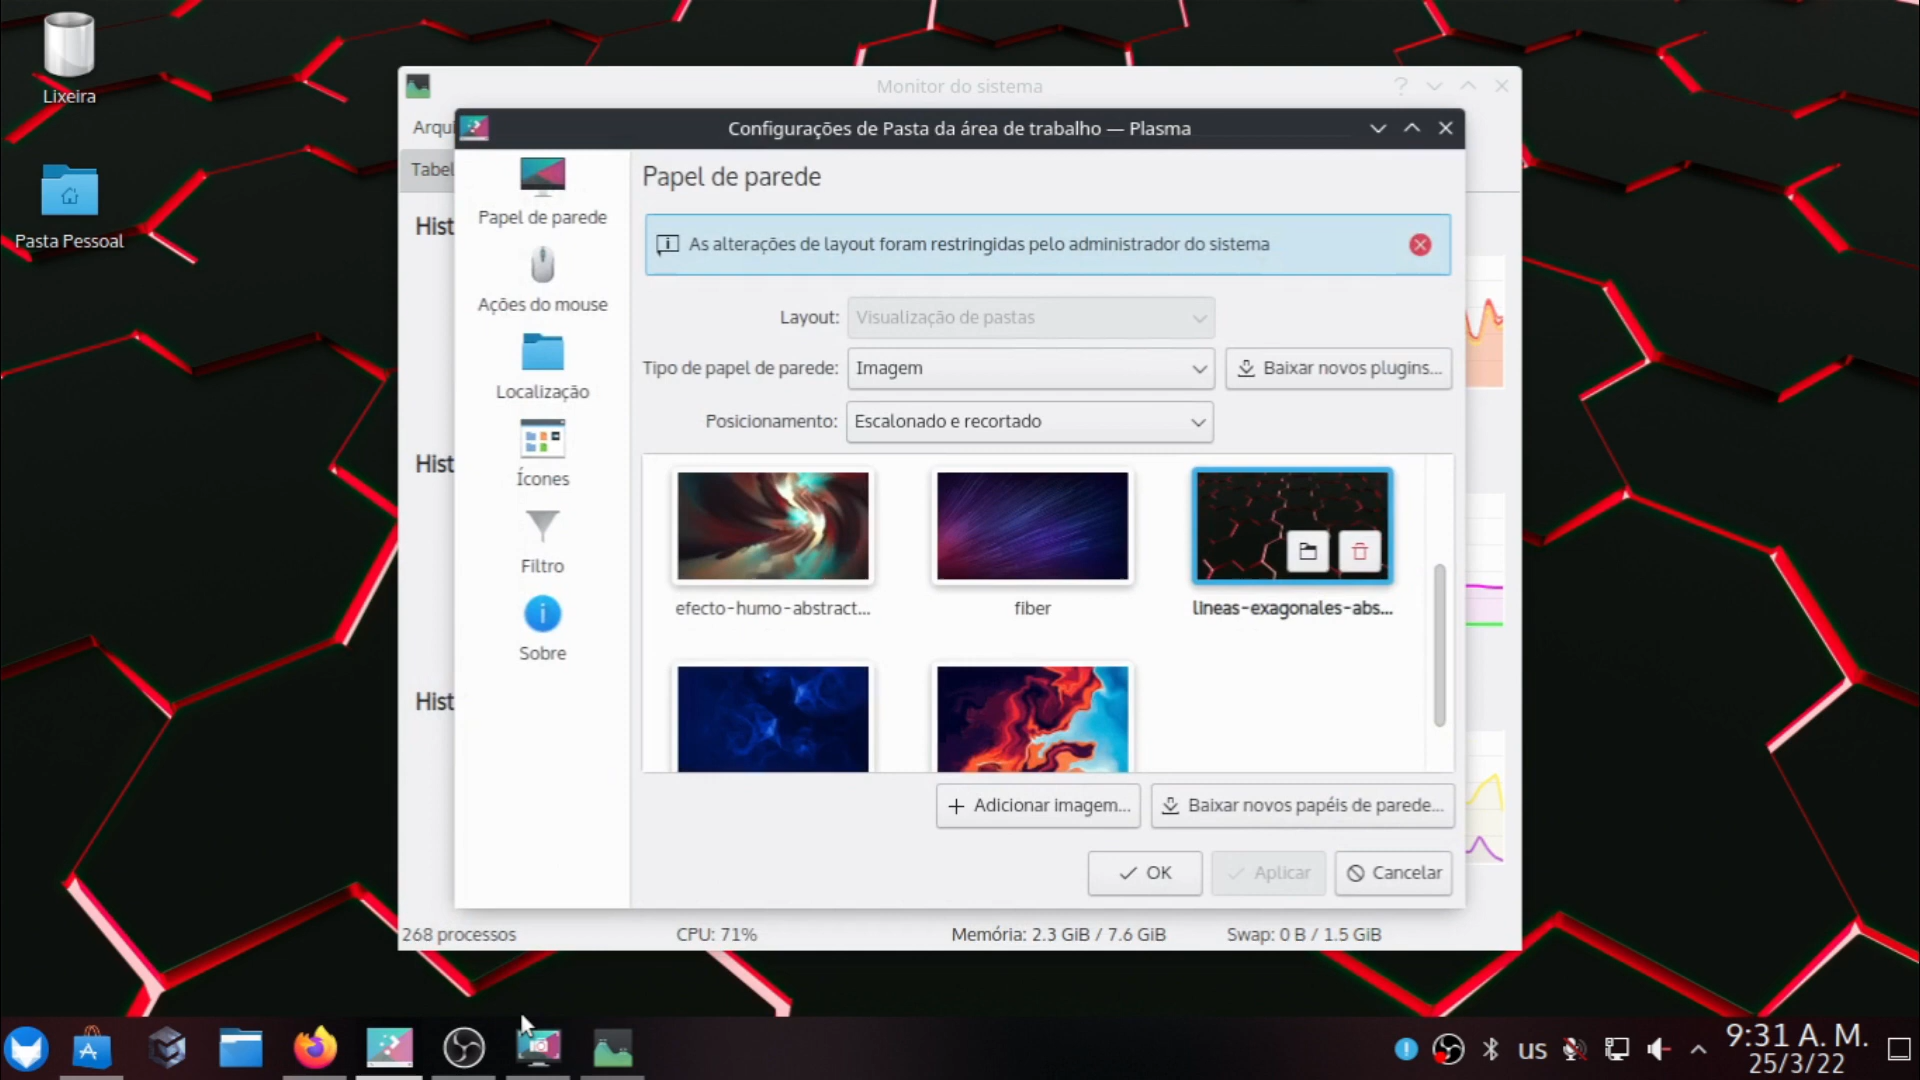 Lixeira
Pasta Pessoal
Monitor do sistema
Arqui
Configurações de Pasta da área de trabalho — Plasma
Tabel
Hist
Hist
Hist
Papel de parede
Ações do mouse
Localização
Ícones
Filtro
Sobre
Papel de parede
As alterações de layout foram restringidas pelo administrador do sistema
Layout: Visualização de pastas
Tipo de papel de parede: Imagem Baixar novos plugins...
Posicionamento: Escalonado e recortado
efecto-humo-abstract... fiber lineas-exagonales-abs...
Adicionar imagem... Baixar novos papéis de parede...
OK Aplicar Cancelar
268 processos CPU: 71% Memória: 2.3 GiB / 7.6 GiB Swap: 0 B / 1.5 GiB
us 9:31 A. M.
25/3/22